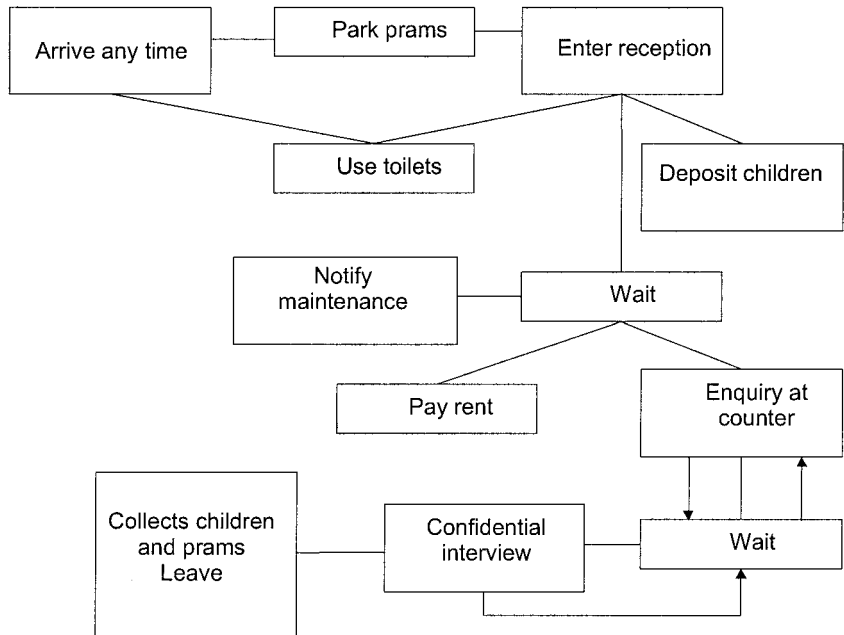 Arrive any time
Park prams
Enter reception
Use toilets
Deposit children
Notify
maintenance
Wait
Pay rent
Enquiry at
counter
Collects children
and prams
Leave
Confidential
interview
Wait